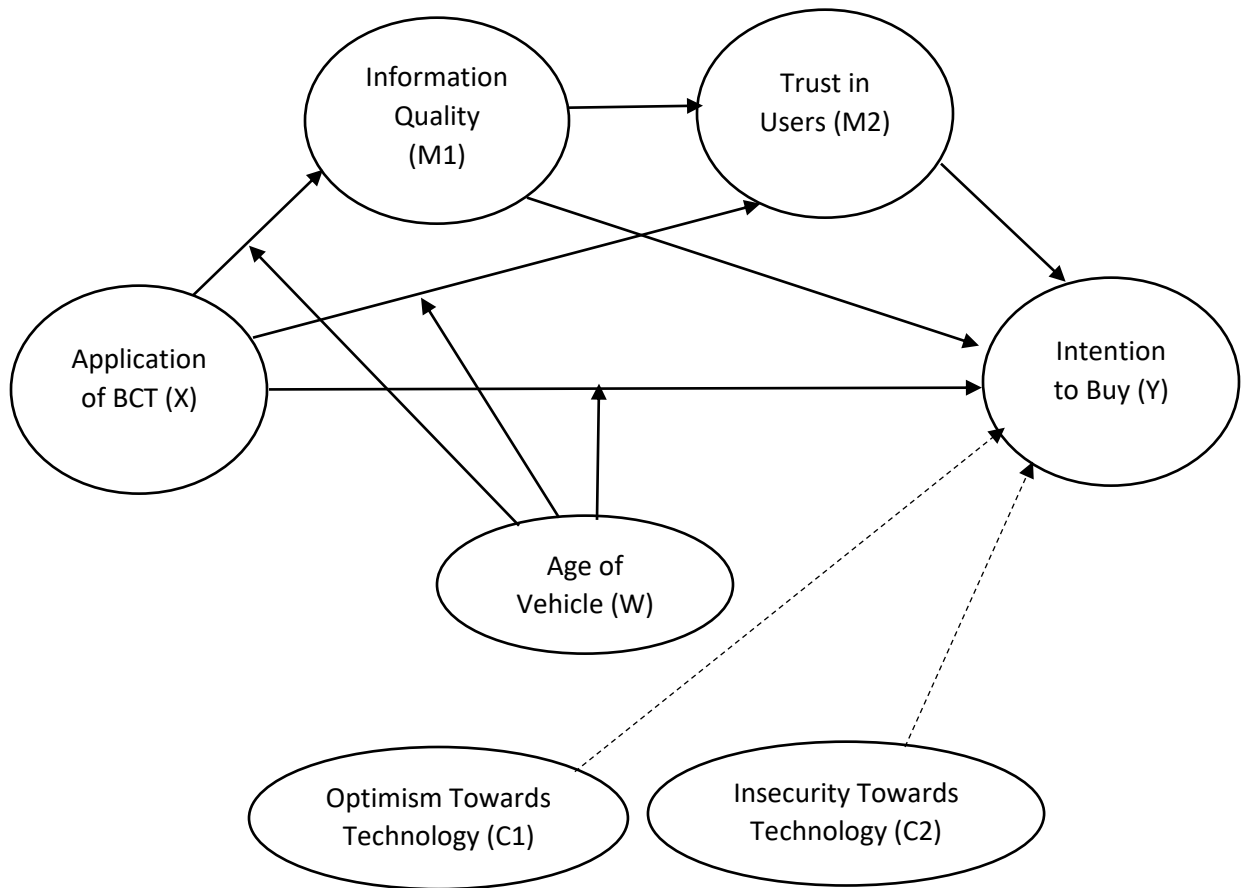 Information
Quality
(M1)
Trust in
Users (M2)
Application
of BCT (X)
Intention
to Buy (Y)
Age of
Vehicle (W)
Optimism Towards
Technology (C1)
Insecurity Towards
Technology (C2)